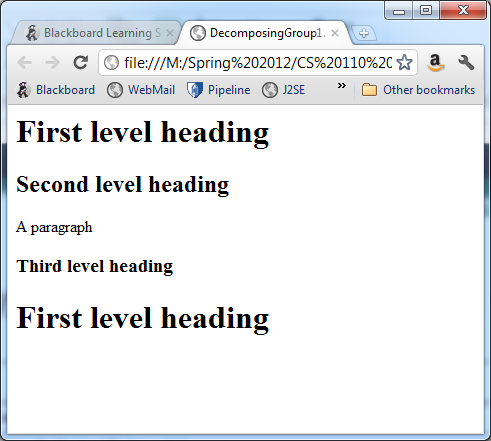 Blackboard Learning S
DecomposingGroup1.
file:///M:/Spring%202012/CS%20110%20
Blackboard WebMail Pipeline J2SE » Other bookmarks
First level heading
Second level heading
A paragraph
Third level heading
First level heading